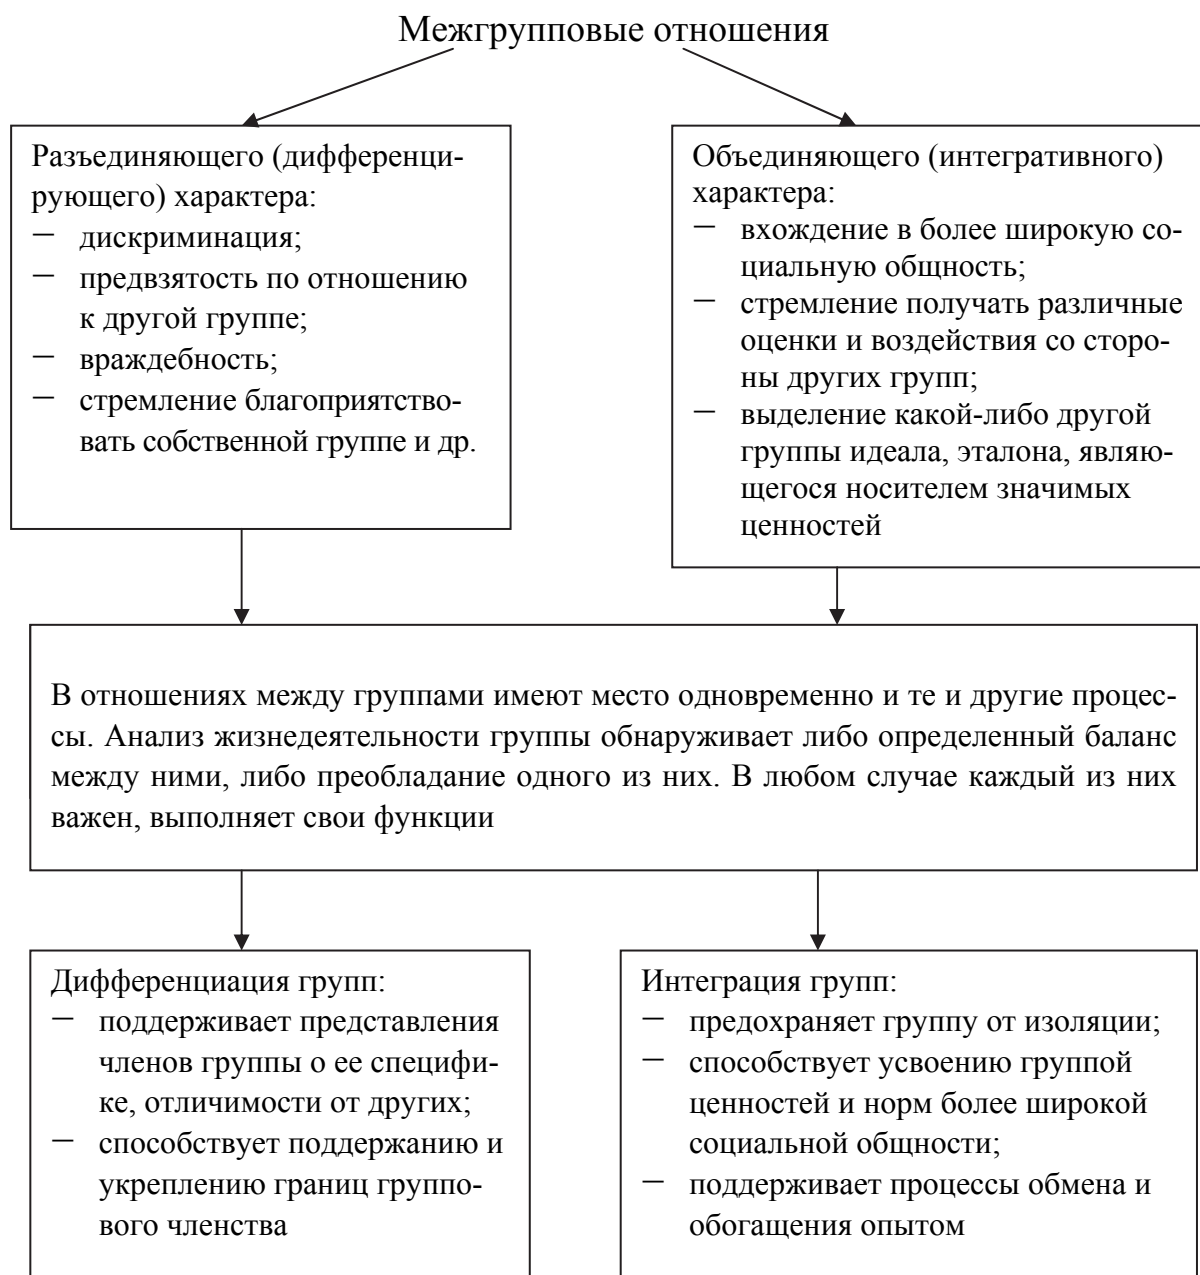 Межгрупповые отношения
Разъединяющего (дифференци-
рующего) характера:
— дискриминация;
— предвзятость по отношению
к другой группе;
— враждебность;
— стремление благоприятство-
вать собственной группе и др.
Объединяющего (интегративного)
характера:
— вхождение в более широкую со-
циальную общность;
— стремление получать различные
оценки и воздействия со сторо-
ны других групп;
— выделение какой-либо другой
группы идеала, эталона, являю-
щегося носителем значимых
ценностей
В отношениях между группами имеют место одновременно и те и другие процес-
сы. Анализ жизнедеятельности группы обнаруживает либо определенный баланс
между ними, либо преобладание одного из них. В любом случае каждый из них
важен, выполняет свои функции
Дифференциация групп:
— поддерживает представления
членов группы о ее специфи-
ке, отличимости от других;
— способствует поддержанию и
укреплению границ группо-
вого членства
Интеграция групп:
— предохраняет группу от изоляции;
— способствует усвоению группой
ценностей и норм более широкой
социальной общности;
— поддерживает процессы обмена и
обогащения опытом